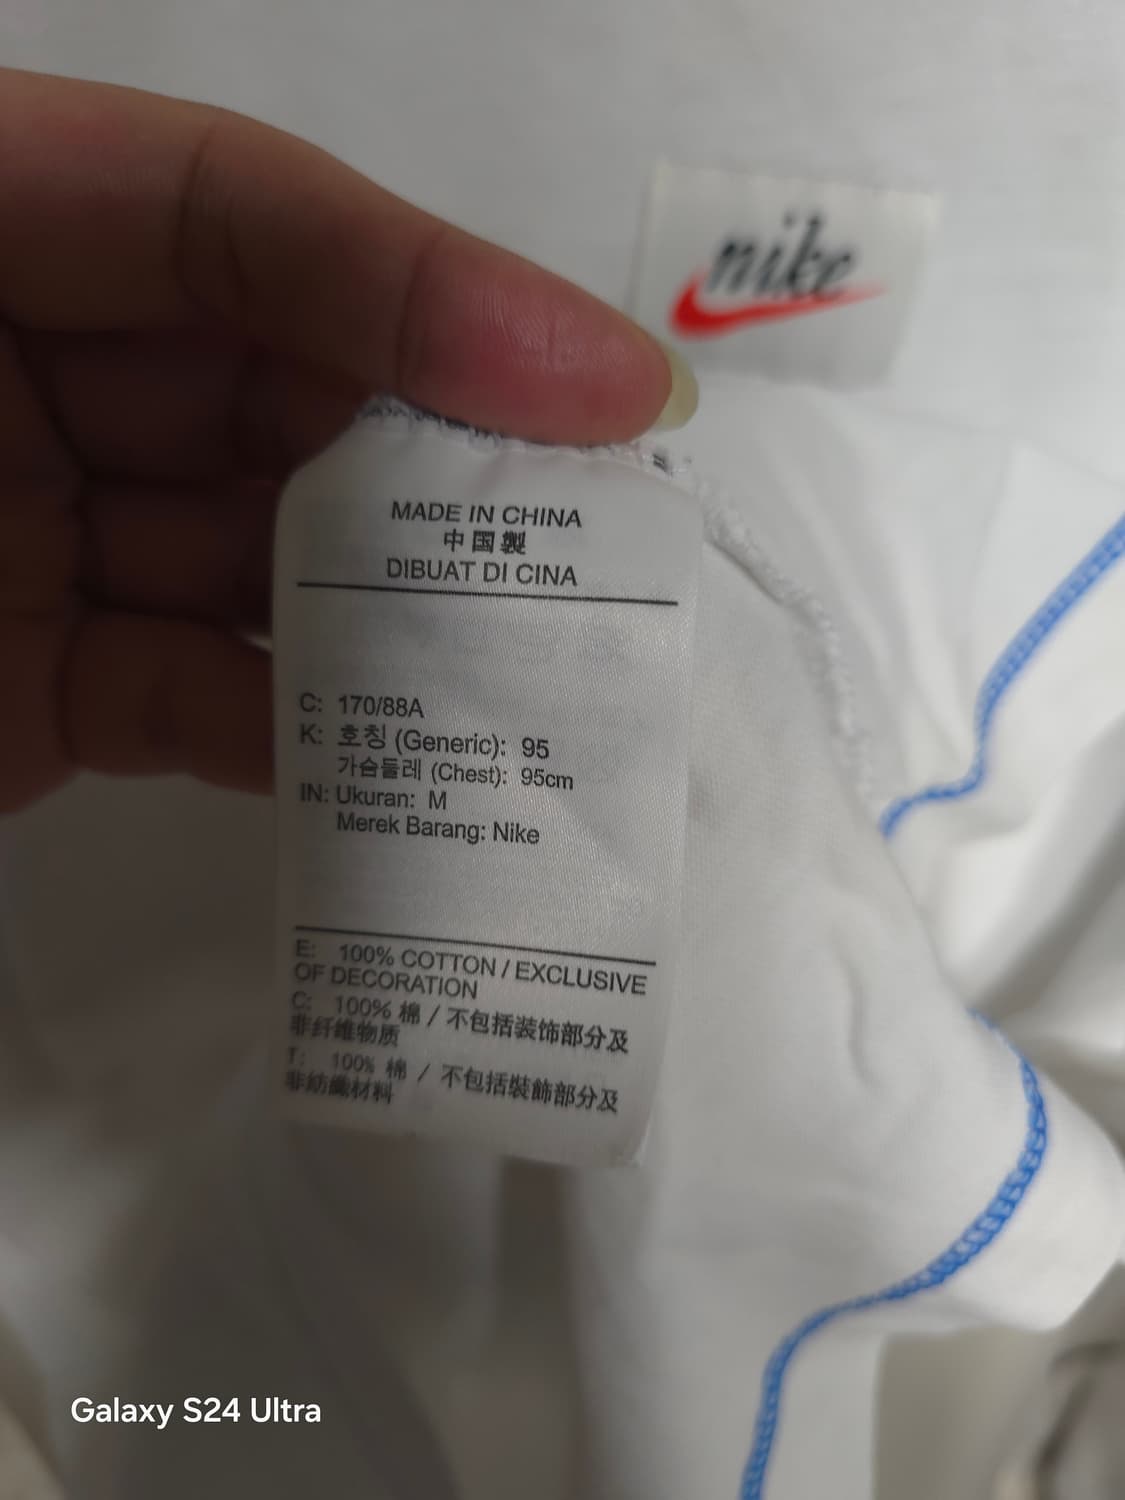 nike
MADE IN CHINA
中国製
DIBUAT DI CINA
C: 170/88A
K: 호칭 (Generic): 95
가슴둘레 (Chest): 95cm
IN: Ukuran: M
Merek Barang: Nike
E: 100% COTTON / EXCLUSIVE
OF DECORATION
C: 100% 棉 / 不包括装饰部分及
非纤维物质
T: 100% 棉 / 不包括裝飾部分及
非紡織材料
Galaxy S24 Ultra